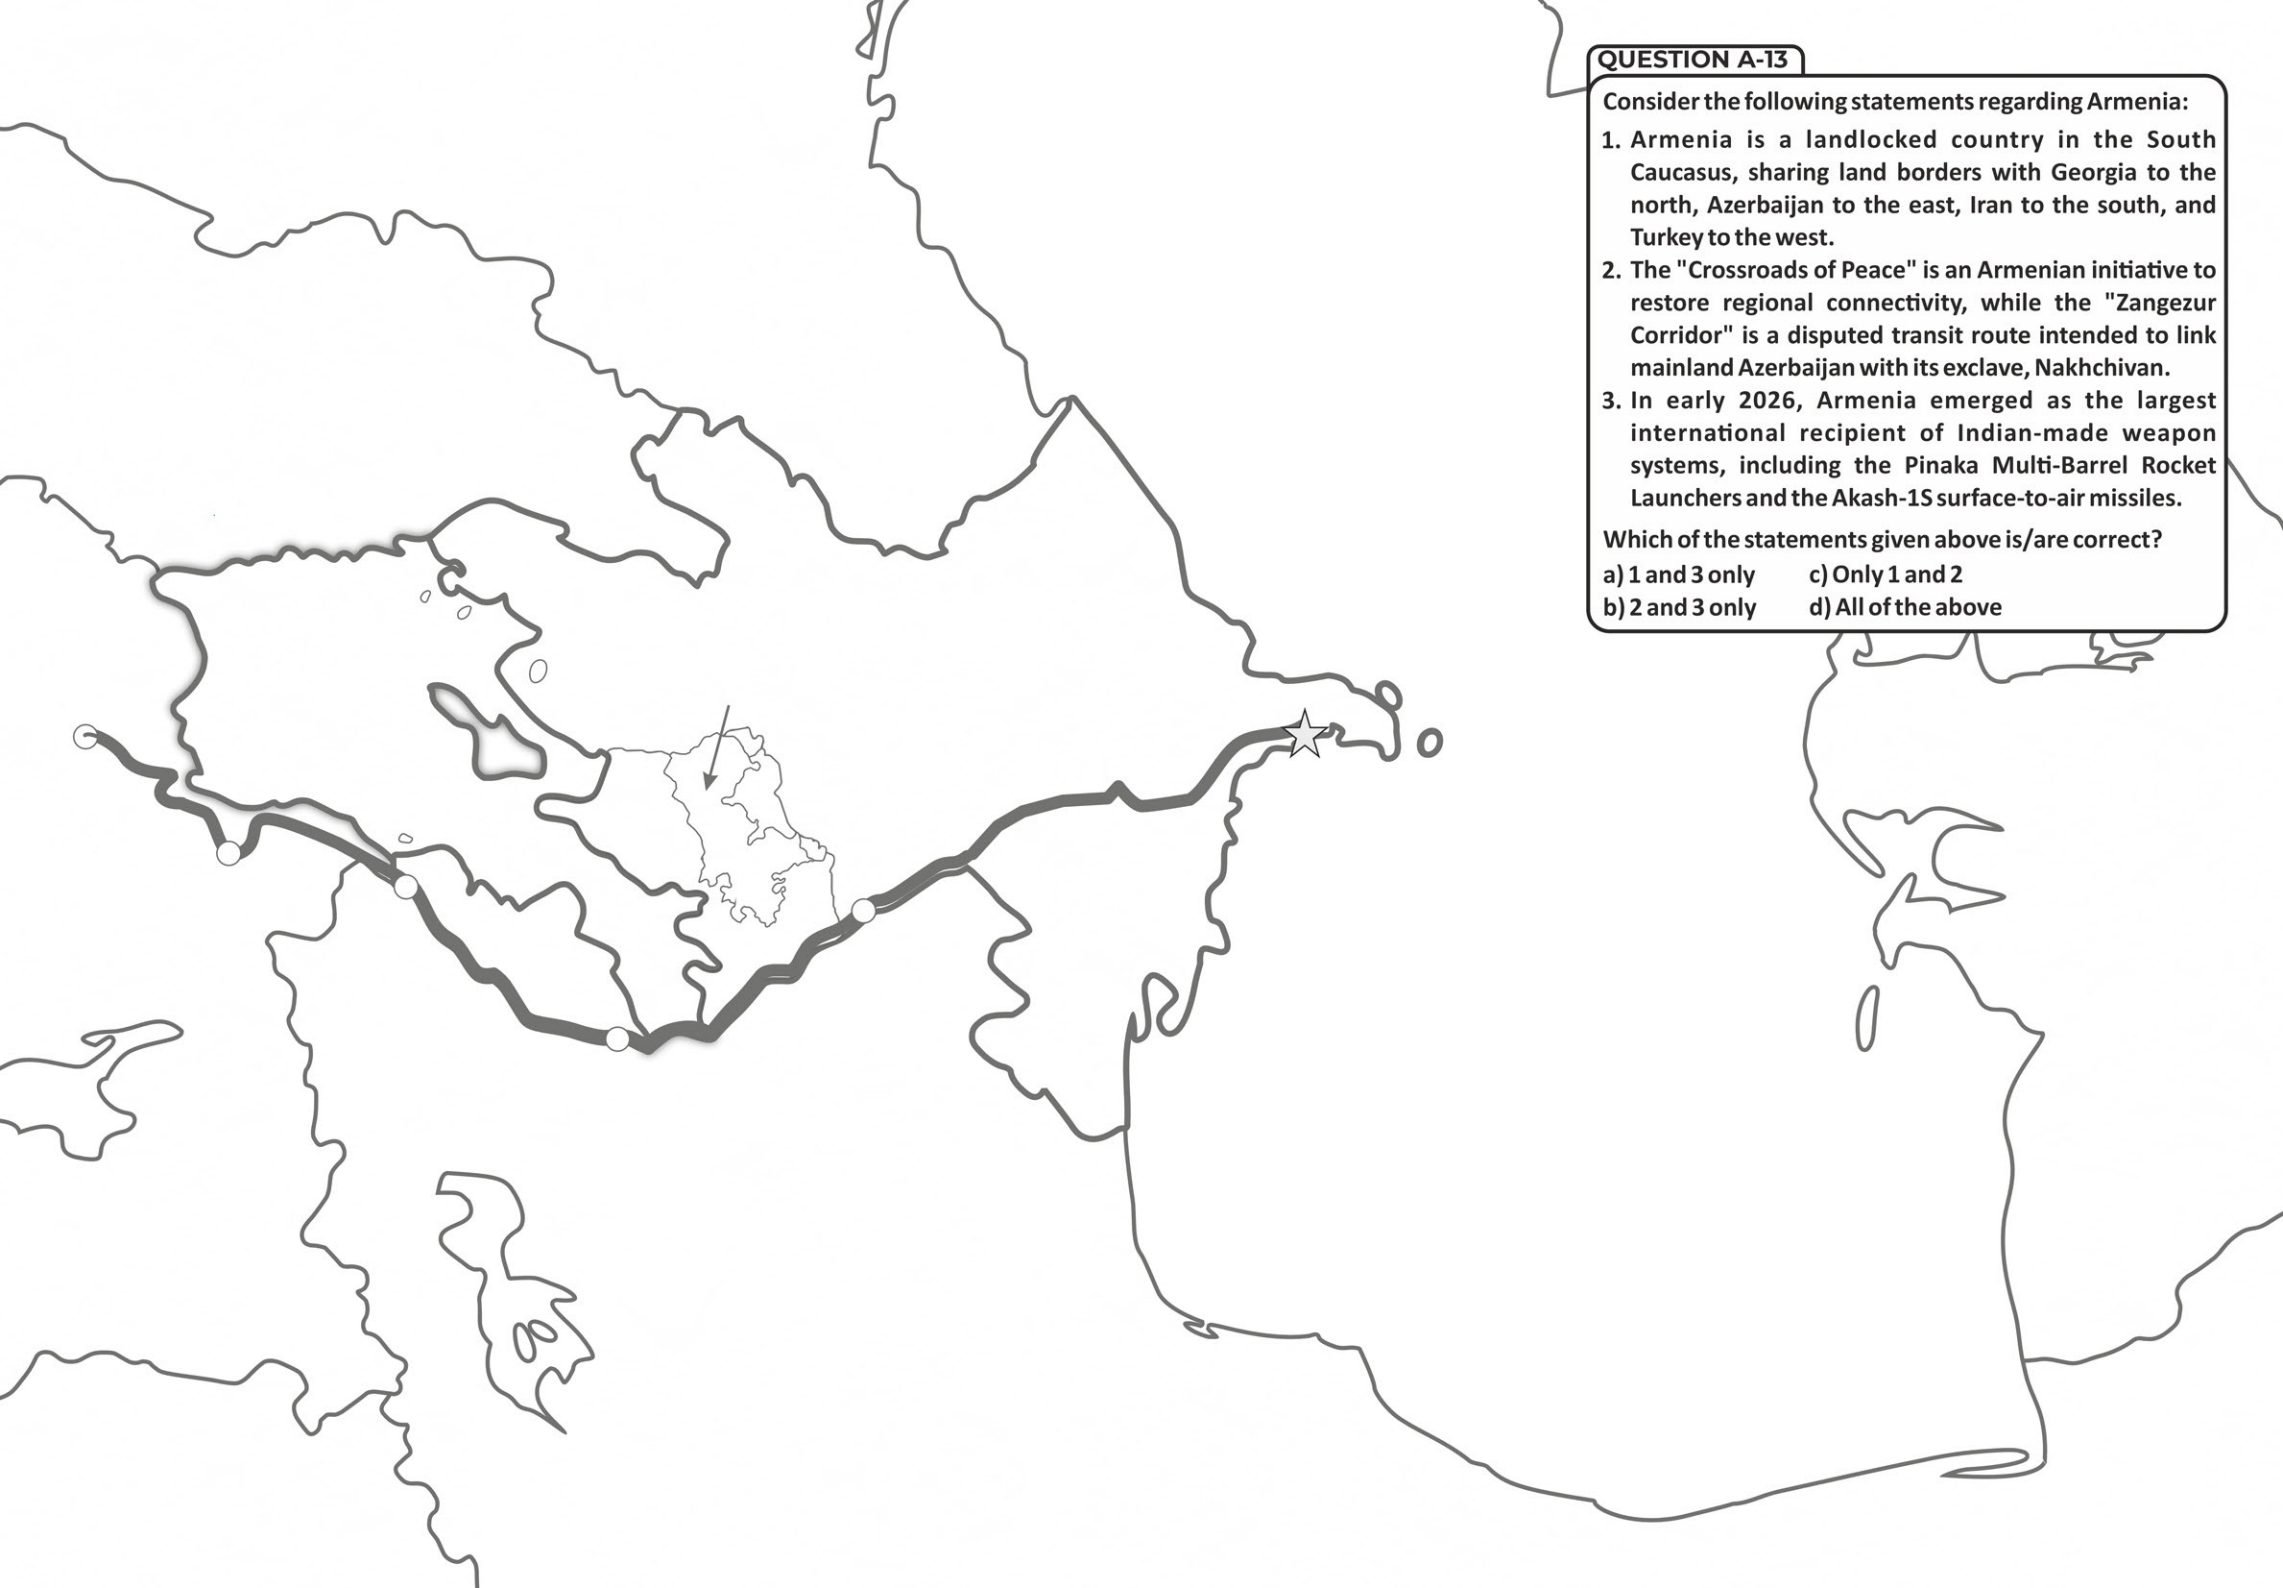 QUESTION A-13
Consider the following statements regarding Armenia:
1. Armenia is a landlocked country in the South
Caucasus, sharing land borders with Georgia to the
north, Azerbaijan to the east, Iran to the south, and
Turkey to the west.
2. The "Crossroads of Peace" is an Armenian initiative to
restore regional connectivity, while the "Zangezur
Corridor" is a disputed transit route intended to link
mainland Azerbaijan with its exclave, Nakhchivan.
3. In early 2026, Armenia emerged as the largest
international recipient of Indian-made weapon
systems, including the Pinaka Multi-Barrel Rocket
Launchers and the Akash-1S surface-to-air missiles.
Which of the statements given above is/are correct?
a) 1 and 3 only c) Only 1 and 2
b) 2 and 3 only d) All of the above